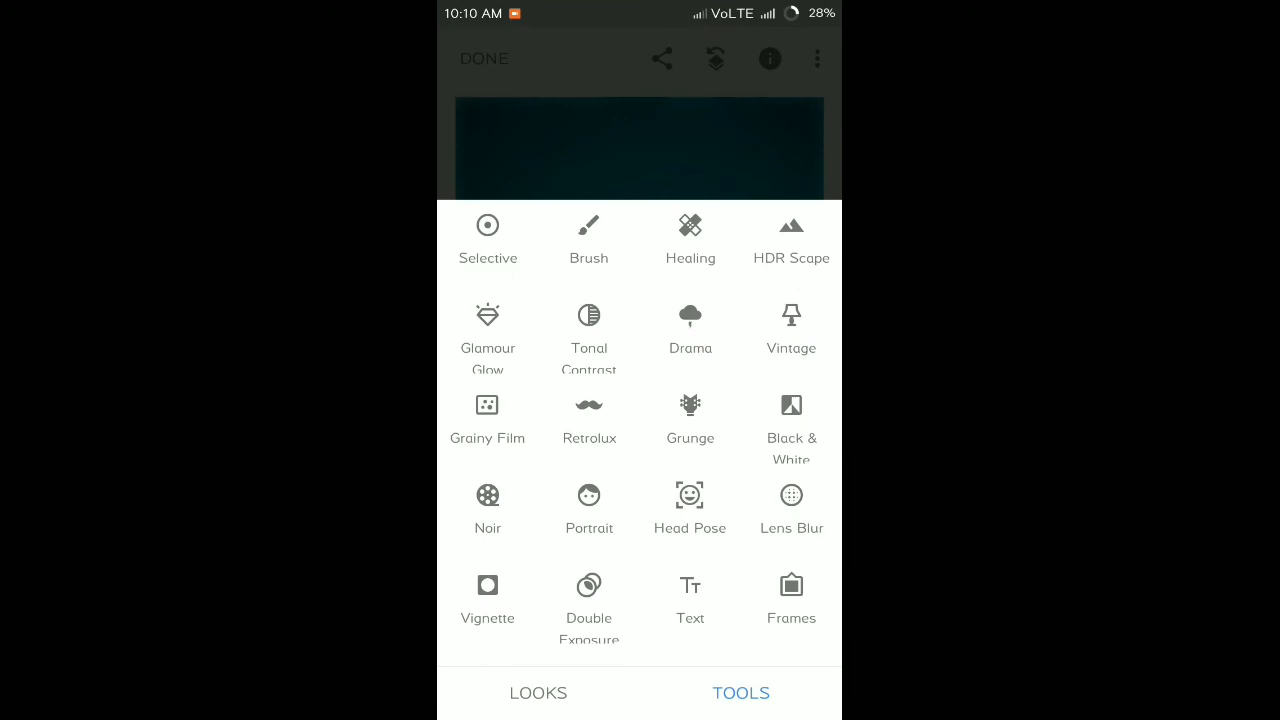 10:10 AM VoLTE 28%
DONE
Selective Brush Healing HDR Scape
Glamour Tonal Drama Vintage
Glow Contrast
Grainy Film Retrolux Grunge Black &
White
Noir Portrait Head Pose Lens Blur
Vignette Double Text Frames
Exposure
LOOKS TOOLS